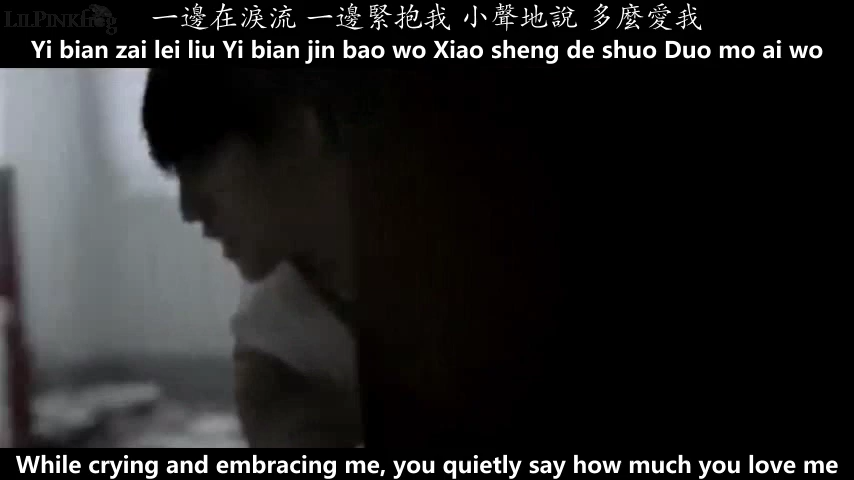 LILPINKfrog
一邊在淚流 一邊緊抱我 小聲地說 多麼愛我
Yi bian zai lei liu Yi bian jin bao wo Xiao sheng de shuo Duo mo ai wo
While crying and embracing me, you quietly say how much you love me